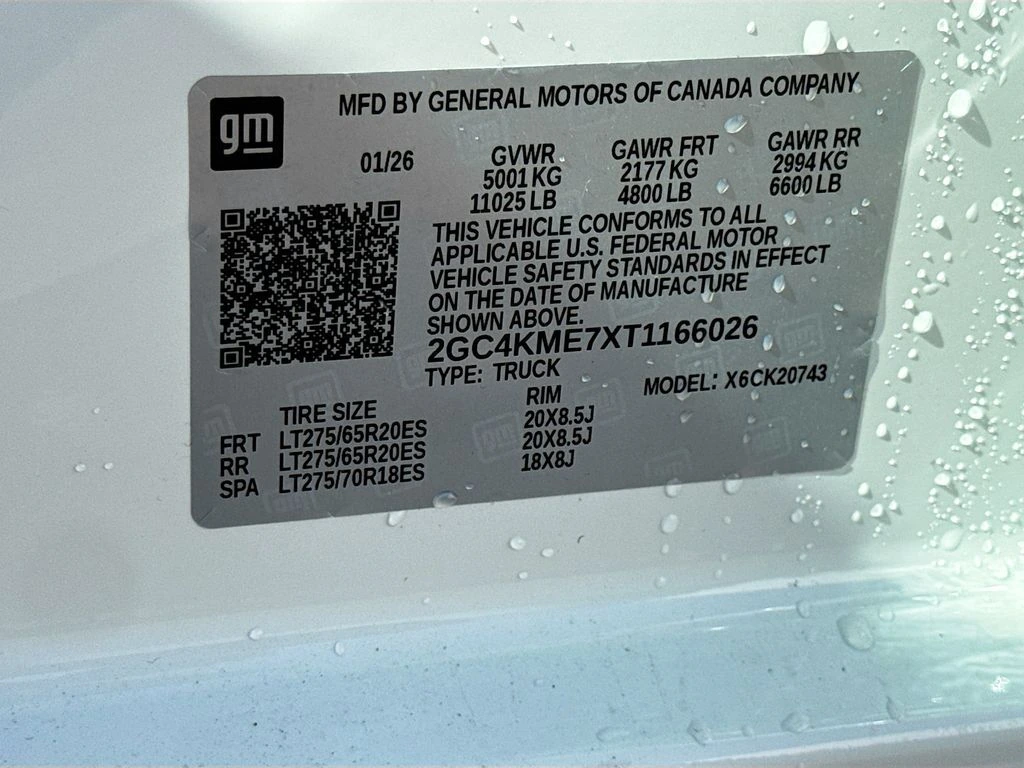 gm
MFD BY GENERAL MOTORS OF CANADA COMPANY
01/26
GVWR GAWR FRT GAWR RR
5001 KG 2177 KG 2994 KG
11025 LB 4800 LB 6600 LB
THIS VEHICLE CONFORMS TO ALL
APPLICABLE U.S. FEDERAL MOTOR
VEHICLE SAFETY STANDARDS IN EFFECT
ON THE DATE OF MANUFACTURE
SHOWN ABOVE.
2GC4KME7XT1166026
TYPE: TRUCK MODEL: X6CK20743
TIRE SIZE RIM
FRT LT275/65R20ES 20X8.5J
RR LT275/65R20ES 20X8.5J
SPA LT275/70R18ES 18X8J